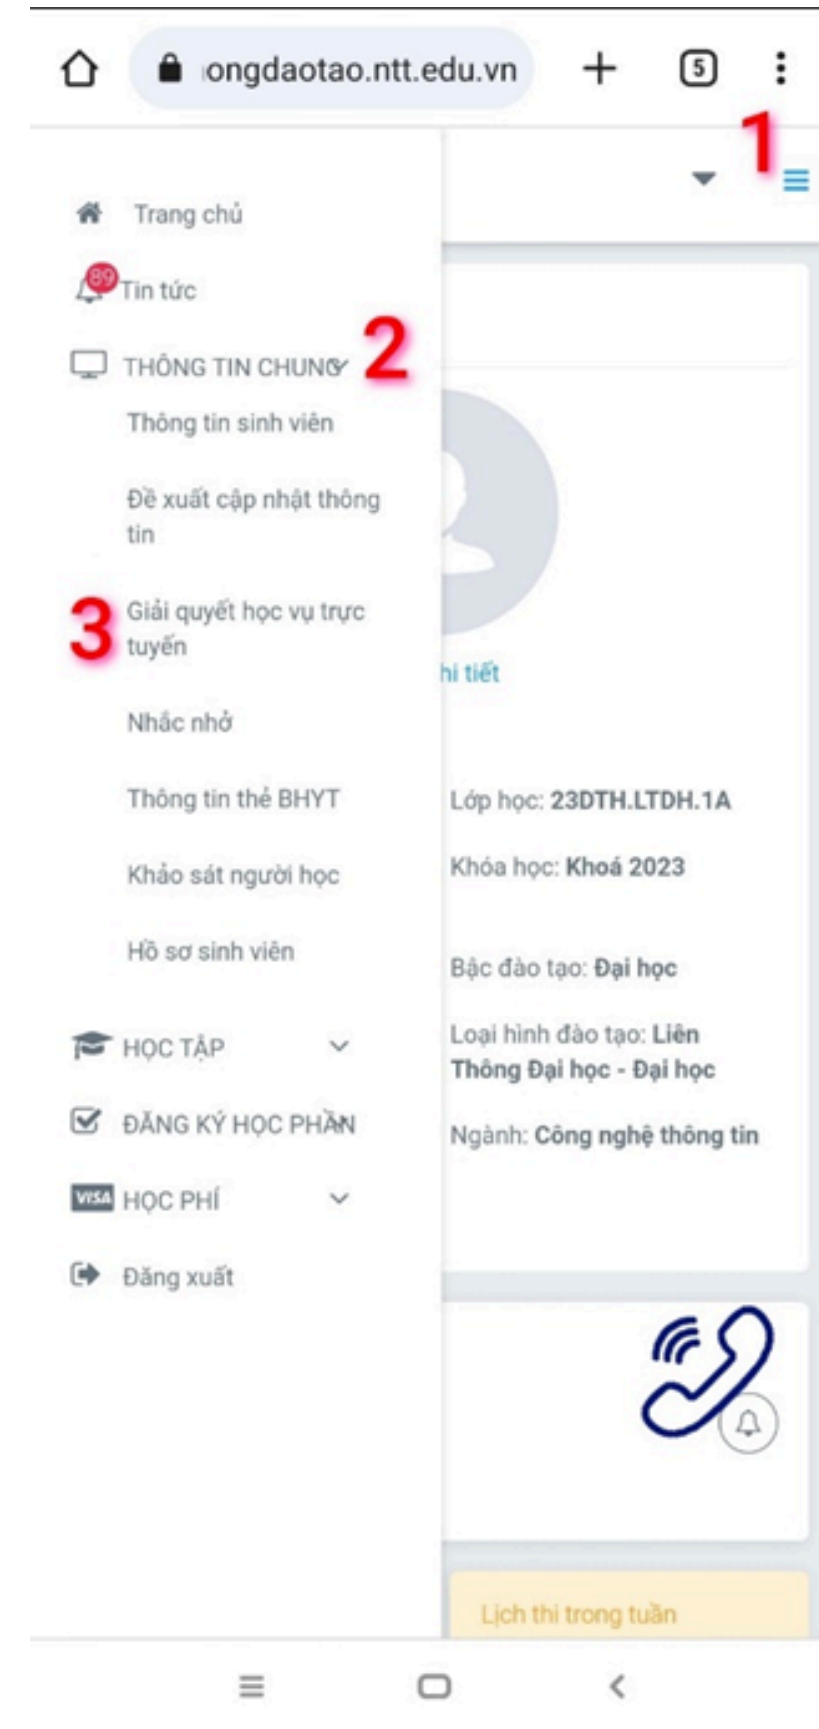 ongdaotao.ntt.edu.vn
5
1
Trang chủ
89
Tin tức
THÔNG TIN CHUNG
2
Thông tin sinh viên
Đề xuất cập nhật thông
tin
3
Giải quyết học vụ trực
tuyến
Nhắc nhở
Thông tin thẻ BHYT
Khảo sát người học
Hồ sơ sinh viên
HỌC TẬP
ĐĂNG KÝ HỌC PHẦN
VISA HỌC PHÍ
Đăng xuất
hi tiết
Lớp học: 23DTH.LTDH.1A
Khóa học: Khoá 2023
Bậc đào tạo: Đại học
Loại hình đào tạo: Liên
Thông Đại học - Đại học
Ngành: Công nghệ thông tin
Lịch thi trong tuần